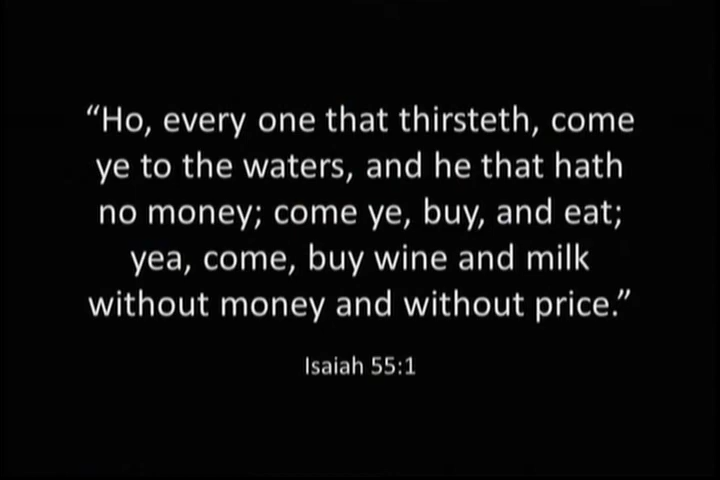 “Ho, every one that thirsteth, come
ye to the waters, and he that hath
no money; come ye, buy, and eat;
yea, come, buy wine and milk
without money and without price.”
Isaiah 55:1